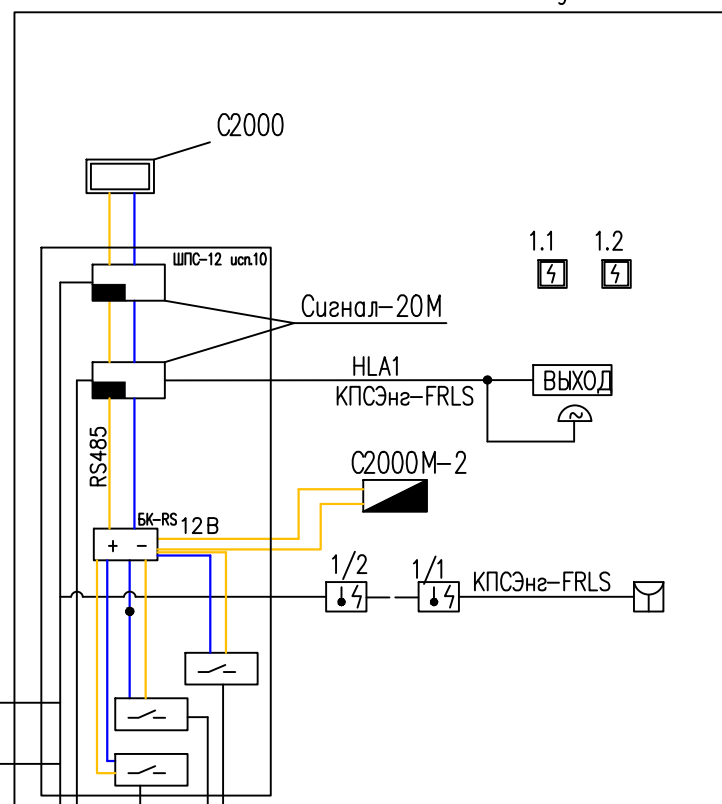 С2000
ШПС-12 исп.10
1.1
1.2
Сигнал-20М
HLA1
КПСЭнг-FRLS
ВЫХОД
RS485
С2000М-2
БК-RS
12В
+ -
1/2
1/1
КПСЭнг-FRLS